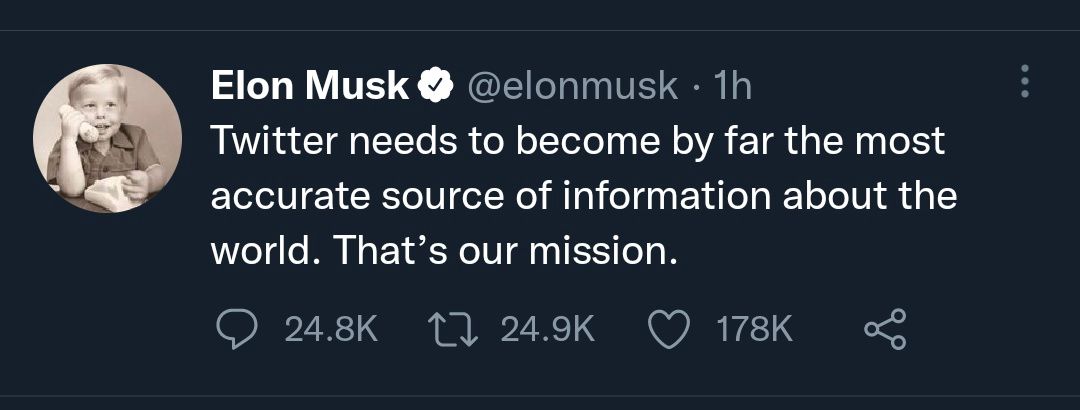 Elon Musk @elonmusk · 1h
Twitter needs to become by far the most
accurate source of information about the
world. That’s our mission.
24.8K 24.9K 178K